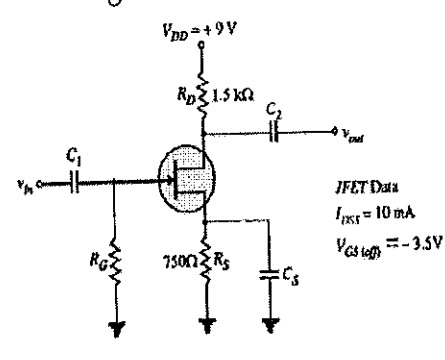 V_DD = +9 V
R_D 1.5 kΩ
C_2
v_out
C_1
v_in
JFET Data
I_DSS = 10 mA
V_GS (off) = -3.5V
R_G
750Ω R_S
C_S